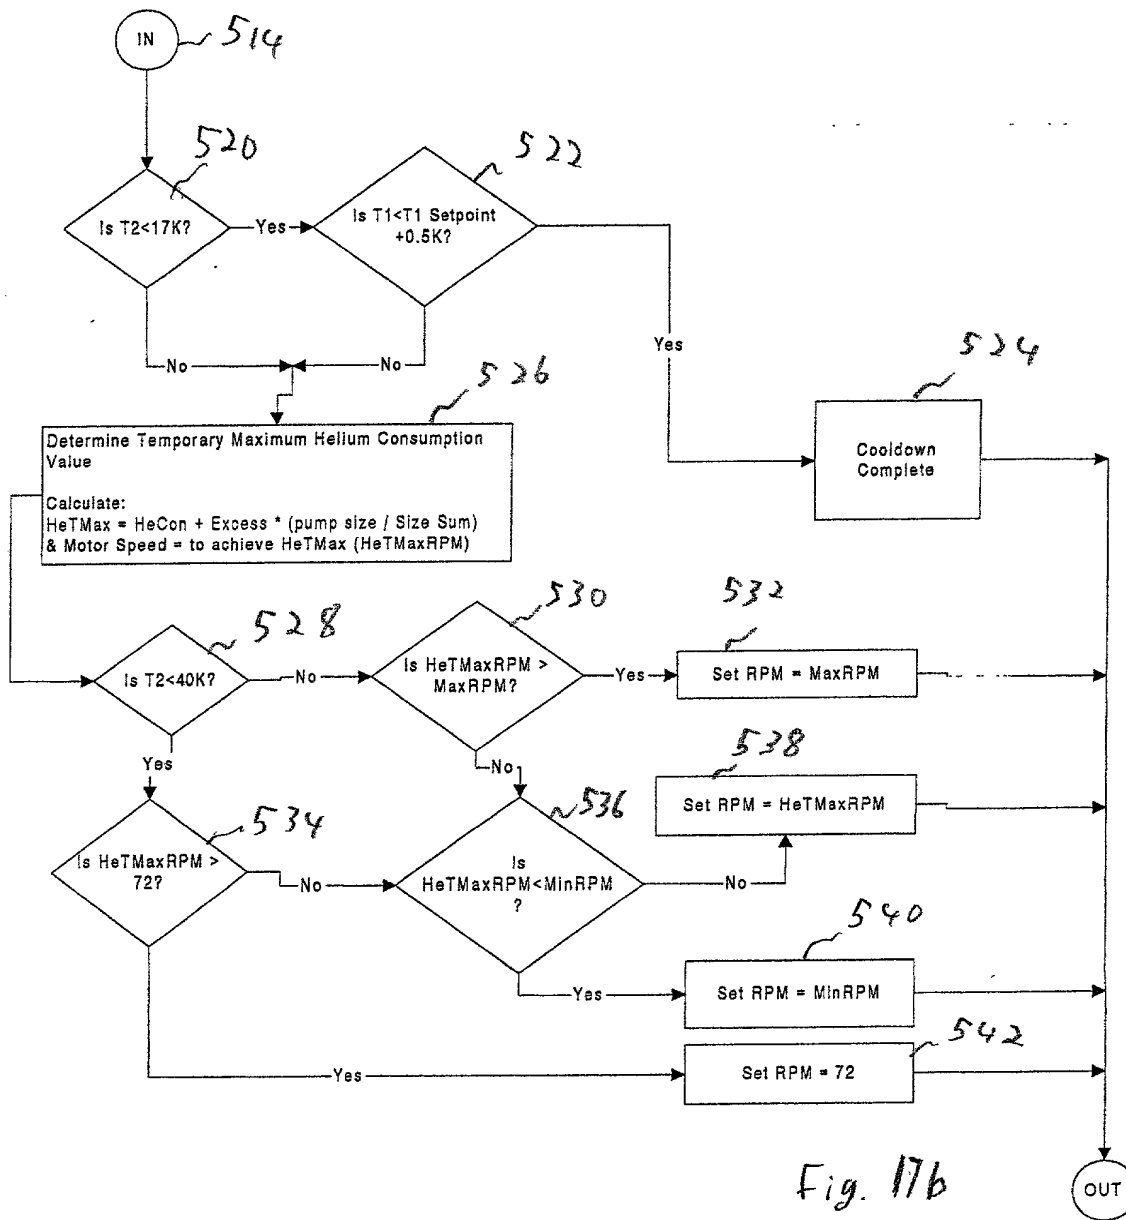 IN
514
520
522
Is T2<17K?
Yes
Is T1<T1 Setpoint
+0.5K?
No
No
Yes
524
526
Cooldown
Complete
Determine Temporary Maximum Helium Consumption
Value
Calculate:
HeTMax = HeCon + Excess * (pump size / Size Sum)
& Motor Speed = to achieve HeTMax (HeTMaxRPM)
528
530
532
Is T2<40K?
No
Is HeTMaxRPM >
MaxRPM?
Yes
Set RPM = MaxRPM
Yes
No
538
534
536
Set RPM = HeTMaxRPM
Is HeTMaxRPM >
72?
No
Is
HeTMaxRPM<MinRPM
?
No
540
Yes
Set RPM = MinRPM
542
Yes
Set RPM = 72
Fig. 17b
OUT